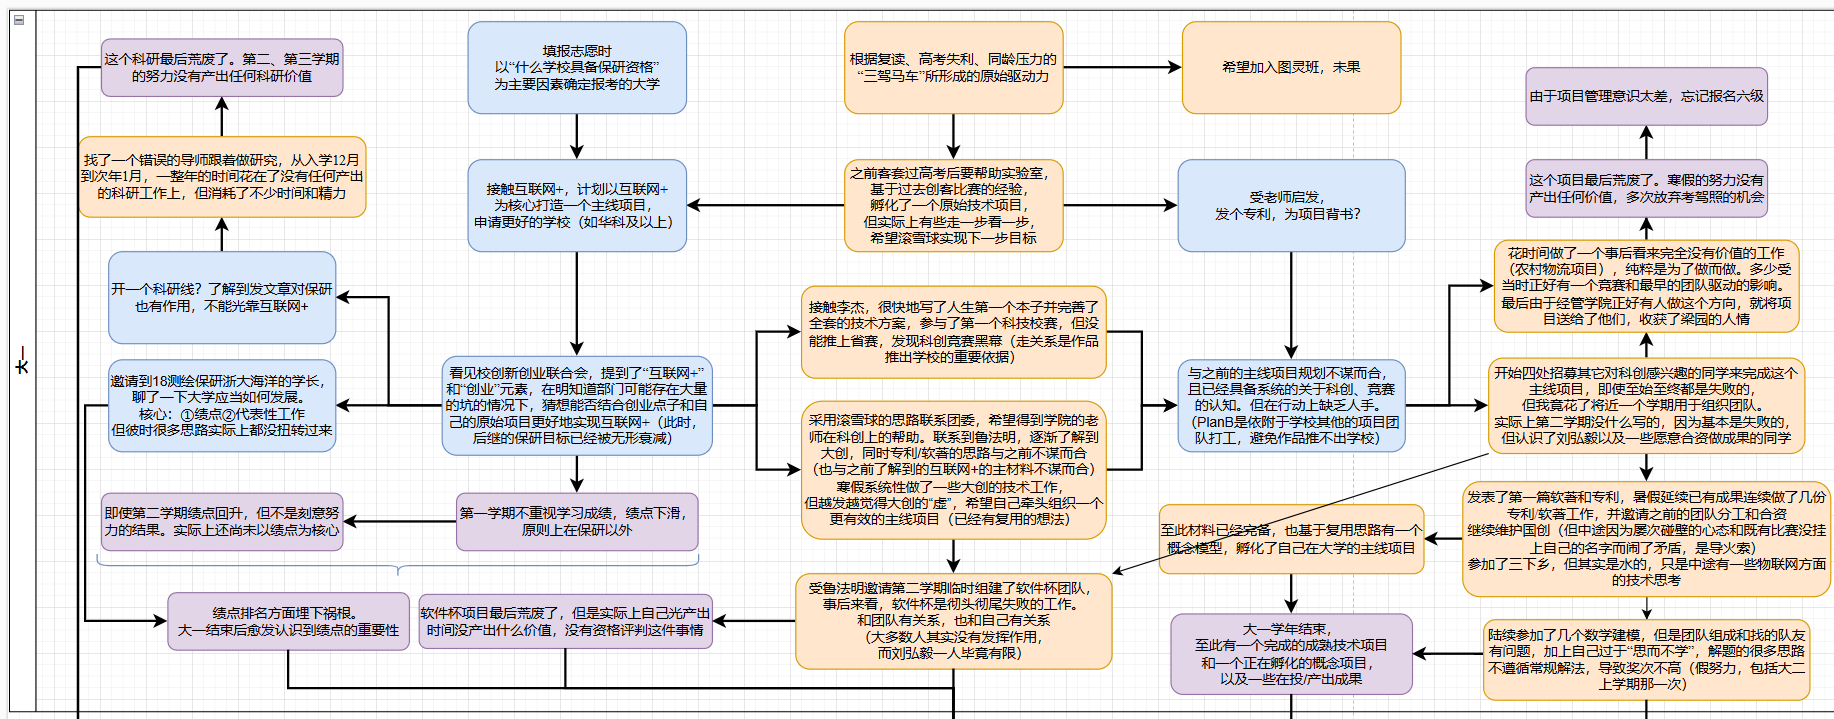 大一
这个科研最后荒废了。第二、第三学期
的努力没有产出任何科研价值
找了一个错误的导师跟着做研究，从入学12月
到次年1月，一整年的时间花在了没有任何产出
的科研工作上，但消耗了不少时间和精力
开一个科研线？了解到发文章对保研
也有作用，不能光靠互联网+
邀请到18测绘保研浙大海洋的学长，
聊了一下大学应当如何发展。
核心：①绩点②代表性工作
但彼时很多思路实际上都没扭转过来
即使第二学期绩点回升，但不是刻意努
力的结果。实际上还尚未以绩点为核心
绩点排名方面埋下祸根。
大一结束后愈发认识到绩点的重要性
填报志愿时
以“什么学校具备保研资格”
为主要因素确定报考的大学
接触互联网+，计划以互联网+
为核心打造一个主线项目，
申请更好的学校（如华科及以上）
看见校创新创业联合会，提到了“互联网+”
和“创业”元素，在明知道部门可能存在大量
的坑的情况下，猜想能否结合创业点子和自
己的原始项目更好地实现互联网+（此时，
后继的保研目标已经被无形衰减）
第一学期不重视学习成绩，绩点下滑，
原则上在保研以外
软件杯项目最后荒废了，但是实际上自己光产出
时间没产出什么价值，没有资格评判这件事情
根据复读、高考失利、同龄压力的
“三驾马车”所形成的原始驱动力
之前客套过高考后要帮助实验室，
基于过去创客比赛的经验，
孵化了一个原始技术项目，
但实际上有些走一步看一步，
希望滚雪球实现下一步目标
接触李杰，很快地写了人生第一个本子并完善了
全套的技术方案，参与了第一个科技校赛，但没
能推上省赛，发现科创竞赛黑幕（走关系是作品
推出学校的重要依据）
采用滚雪球的思路联系团委，希望得到学院的老
师在科创上的帮助。联系到鲁法明，逐渐了解到
大创，同时专利/软著的思路与之前不谋而合
（也与之前了解到的互联网+的主材料不谋而合）
寒假系统性做了一些大创的技术工作，
但越发越觉得大创的“虚”，希望自己牵头组织一个
更有效的主线项目（已经有复用的想法）
受鲁法明邀请第二学期临时组建了软件杯团队，
事后来看，软件杯是彻头彻尾失败的工作。
和团队有关系，也和自己有关系
（大多数人其实没有发挥作用，
而刘弘毅一人毕竟有限）
希望加入图灵班，未果
受老师启发，
发个专利，为项目背书？
与之前的主线项目规划不谋而合，
且已经具备系统的关于科创、竞赛
的认知。但在行动上缺乏人手。
（PlanB是依附于学校其他的项目团
队打工，避免作品推不出学校）
至此材料已经完备，也基于复用思路有一个
概念模型，孵化了自己在大学的主线项目
大一学年结束，
至此有一个完成的成熟技术项目
和一个正在孵化的概念项目，
以及一些在投/产出成果
由于项目管理意识太差，忘记报名六级
这个项目最后荒废了。寒假的努力没有
产出任何价值，多次放弃考驾照的机会
花时间做了一个事后看来完全没有价值的工作
（农村物流项目），纯粹是为了做而做。多少受
当时正好有一个竞赛和最早的团队驱动的影响。
最后由于经管学院正好有人做这个方向，就将项
目送给了他们，收获了梁园的人情
开始四处招募其它对科创感兴趣的同学来完成这个
主线项目，即使至始至终都是失败的，
但我竟花了将近一个学期用于组织团队。
实际上第二学期没什么写的，因为基本是失败的，
但认识了刘弘毅以及一些愿意合资做成果的同学
发表了第一篇软著和专利，暑假延续已有成果连续做了几份
专利/软著工作，并邀请之前的团队分工和合资
继续维护国创（但中途因为屡次碰壁的心态和既有比赛没挂
上自己的名字而闹了矛盾，是导火索）
参加了三下乡，但其实是水的，只是中途有一些物联网方面
的技术思考
陆续参加了几个数学建模，但是团队组成和找的队友
有问题，加上自己过于“思而不学”，解题的很多思路
不遵循常规解法，导致奖次不高（假努力，包括大二
上学期那一次）